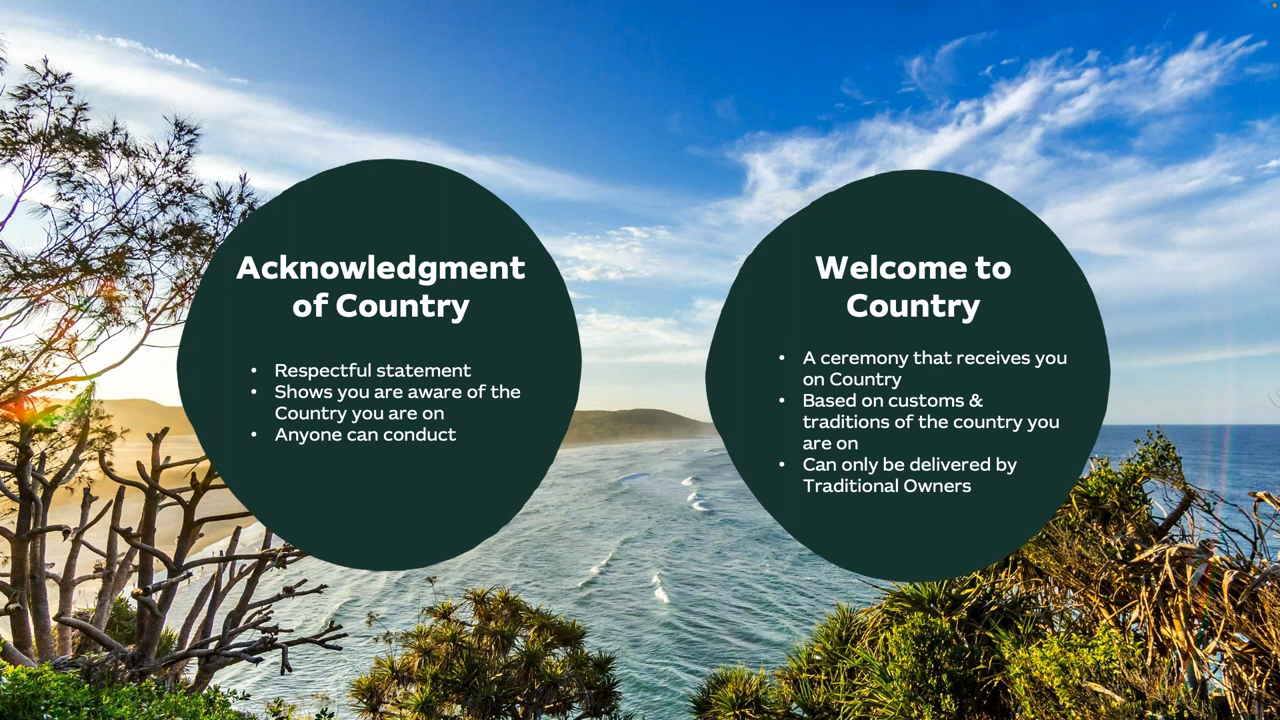 Acknowledgment
of Country
• Respectful statement
• Shows you are aware of the
Country you are on
• Anyone can conduct
Welcome to
Country
• A ceremony that receives you
on Country
• Based on customs &
traditions of the country you
are on
• Can only be delivered by
Traditional Owners